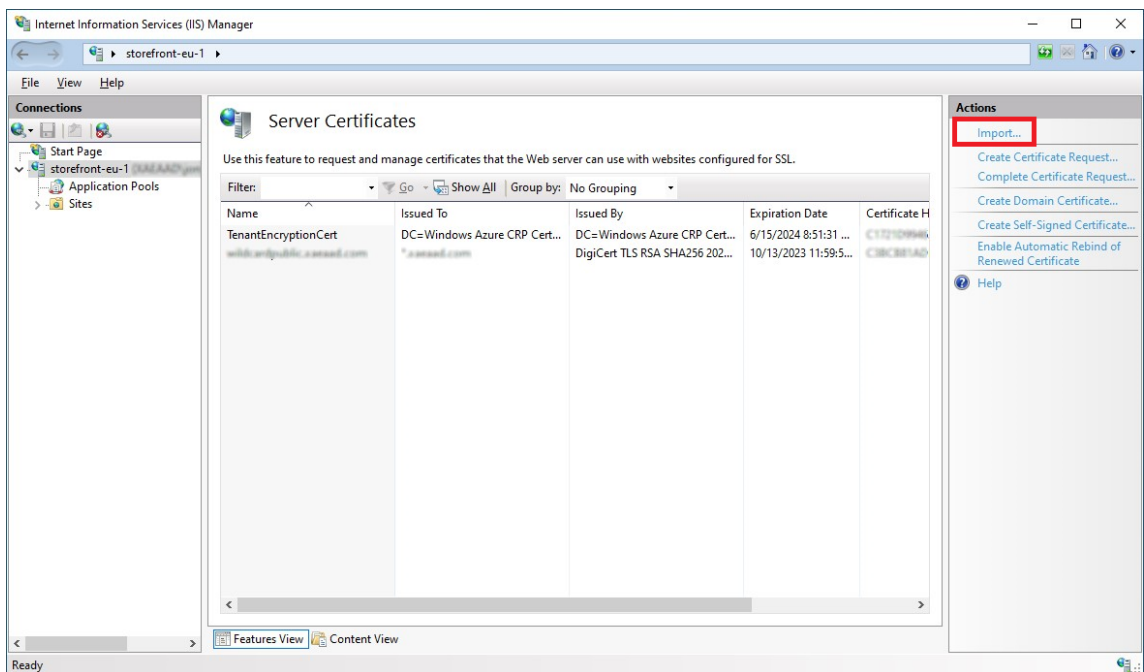 Internet Information Services (IIS) Manager
storefront-eu-1
File View Help
Connections
Start Page
storefront-eu-1
Application Pools
Sites
Server Certificates
Use this feature to request and manage certificates that the Web server can use with websites configured for SSL.
Filter: Go Show All Group by: No Grouping
Name Issued To Issued By Expiration Date Certificate H
TenantEncryptionCert DC=Windows Azure CRP Cert... DC=Windows Azure CRP Cert... 6/15/2024 8:51:31 ...
DigiCert TLS RSA SHA256 202... 10/13/2023 11:59:5...
Features View Content View
Actions
Import...
Create Certificate Request...
Complete Certificate Request...
Create Domain Certificate...
Create Self-Signed Certificate...
Enable Automatic Rebind of
Renewed Certificate
Help
Ready